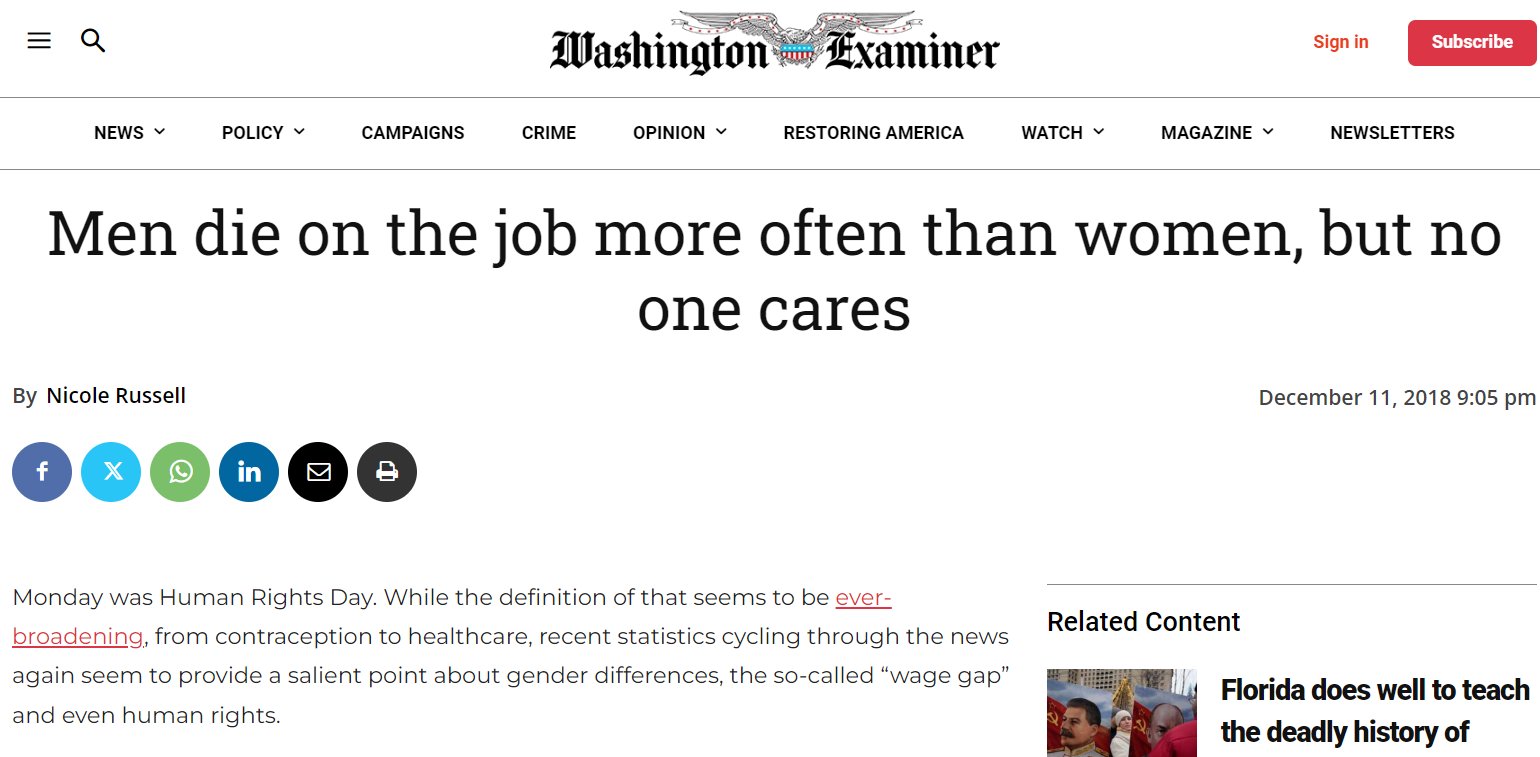 Washington Examiner
Sign in
Subscribe
NEWS
POLICY
CAMPAIGNS
CRIME
OPINION
RESTORING AMERICA
WATCH
MAGAZINE
NEWSLETTERS
Men die on the job more often than women, but no
one cares
By Nicole Russell
December 11, 2018 9:05 pm
Monday was Human Rights Day. While the definition of that seems to be ever-
broadening, from contraception to healthcare, recent statistics cycling through the news
again seem to provide a salient point about gender differences, the so-called “wage gap”
and even human rights.
Related Content
Florida does well to teach
the deadly history of